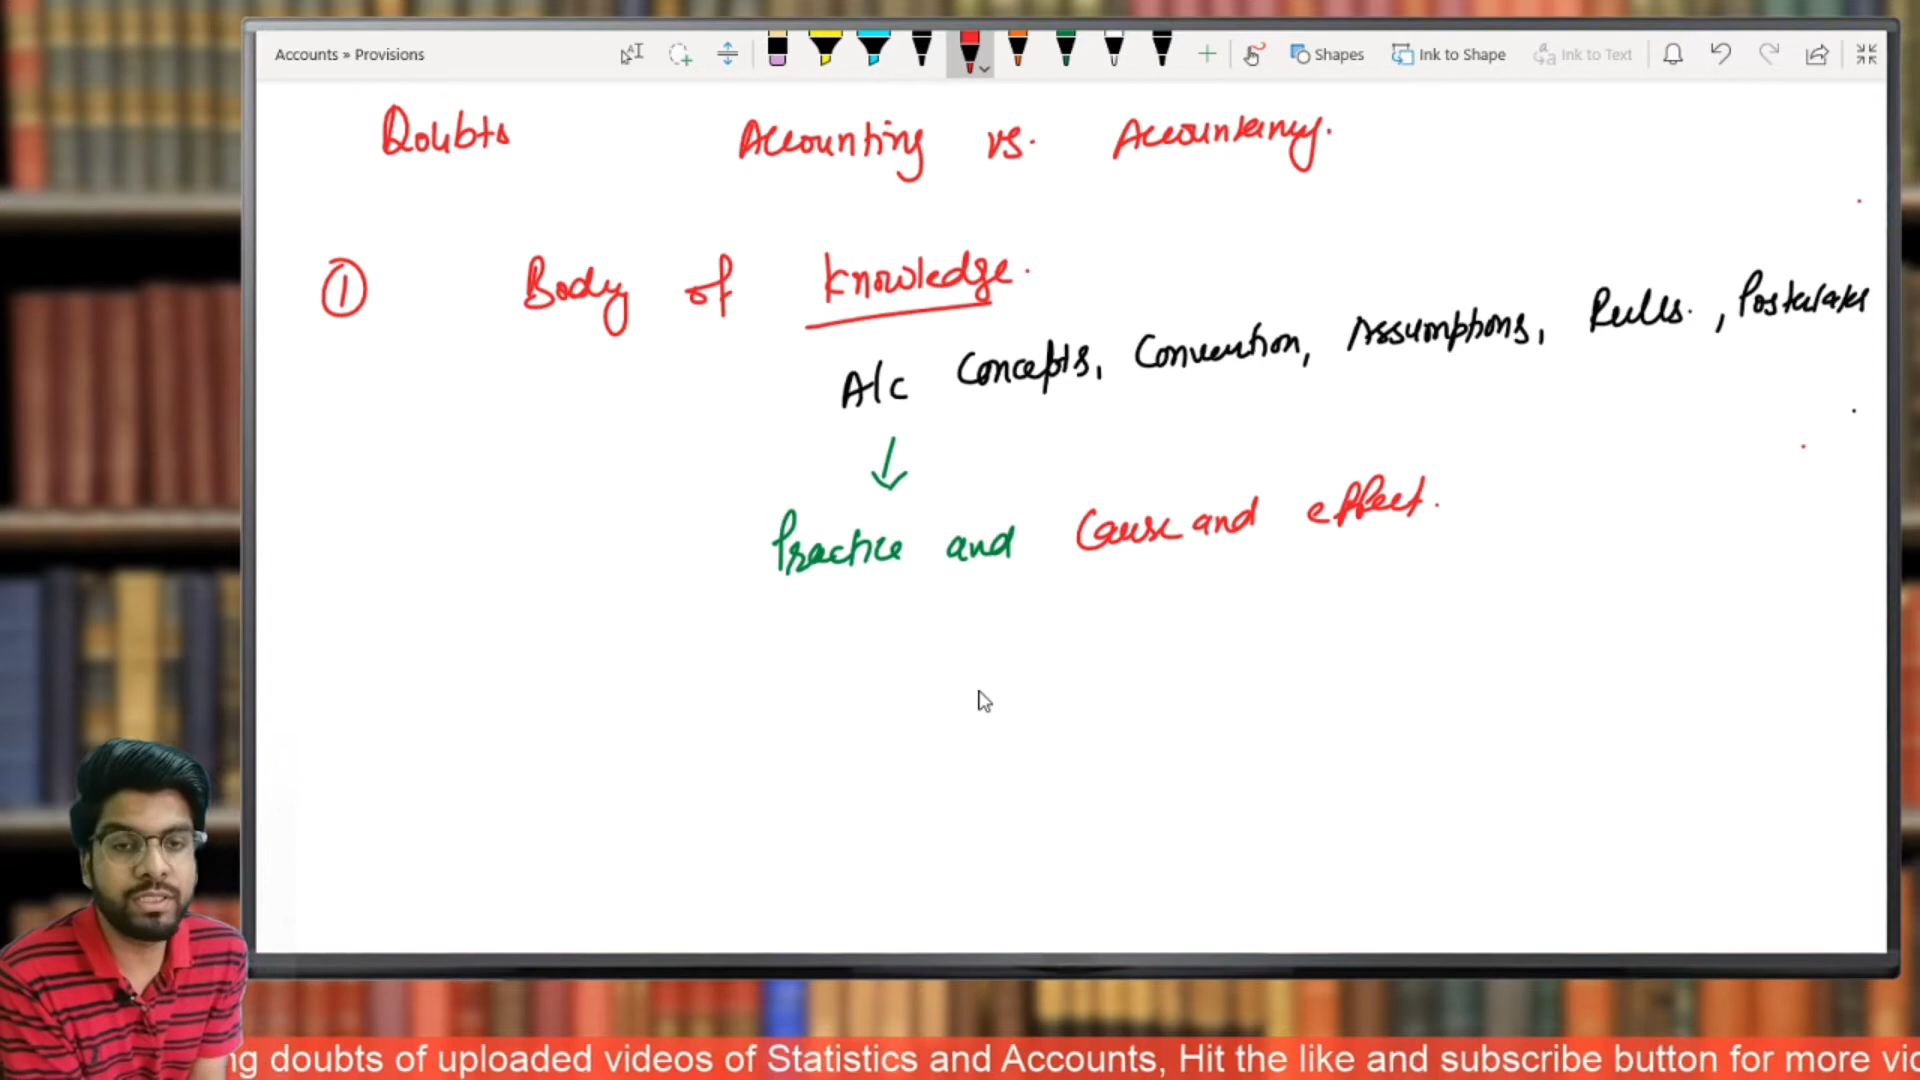 Accounts » Provisions
Shapes
Ink to Shape
Ink to Text
Doubts Accounting vs. Accountancy.
1 Body of knowledge.
A/c Concepts, Convention, Assumptions, Rules. , Postulates
Practice and Cause and effect.
ng doubts of uploaded videos of Statistics and Accounts, Hit the like and subscribe button for more vid